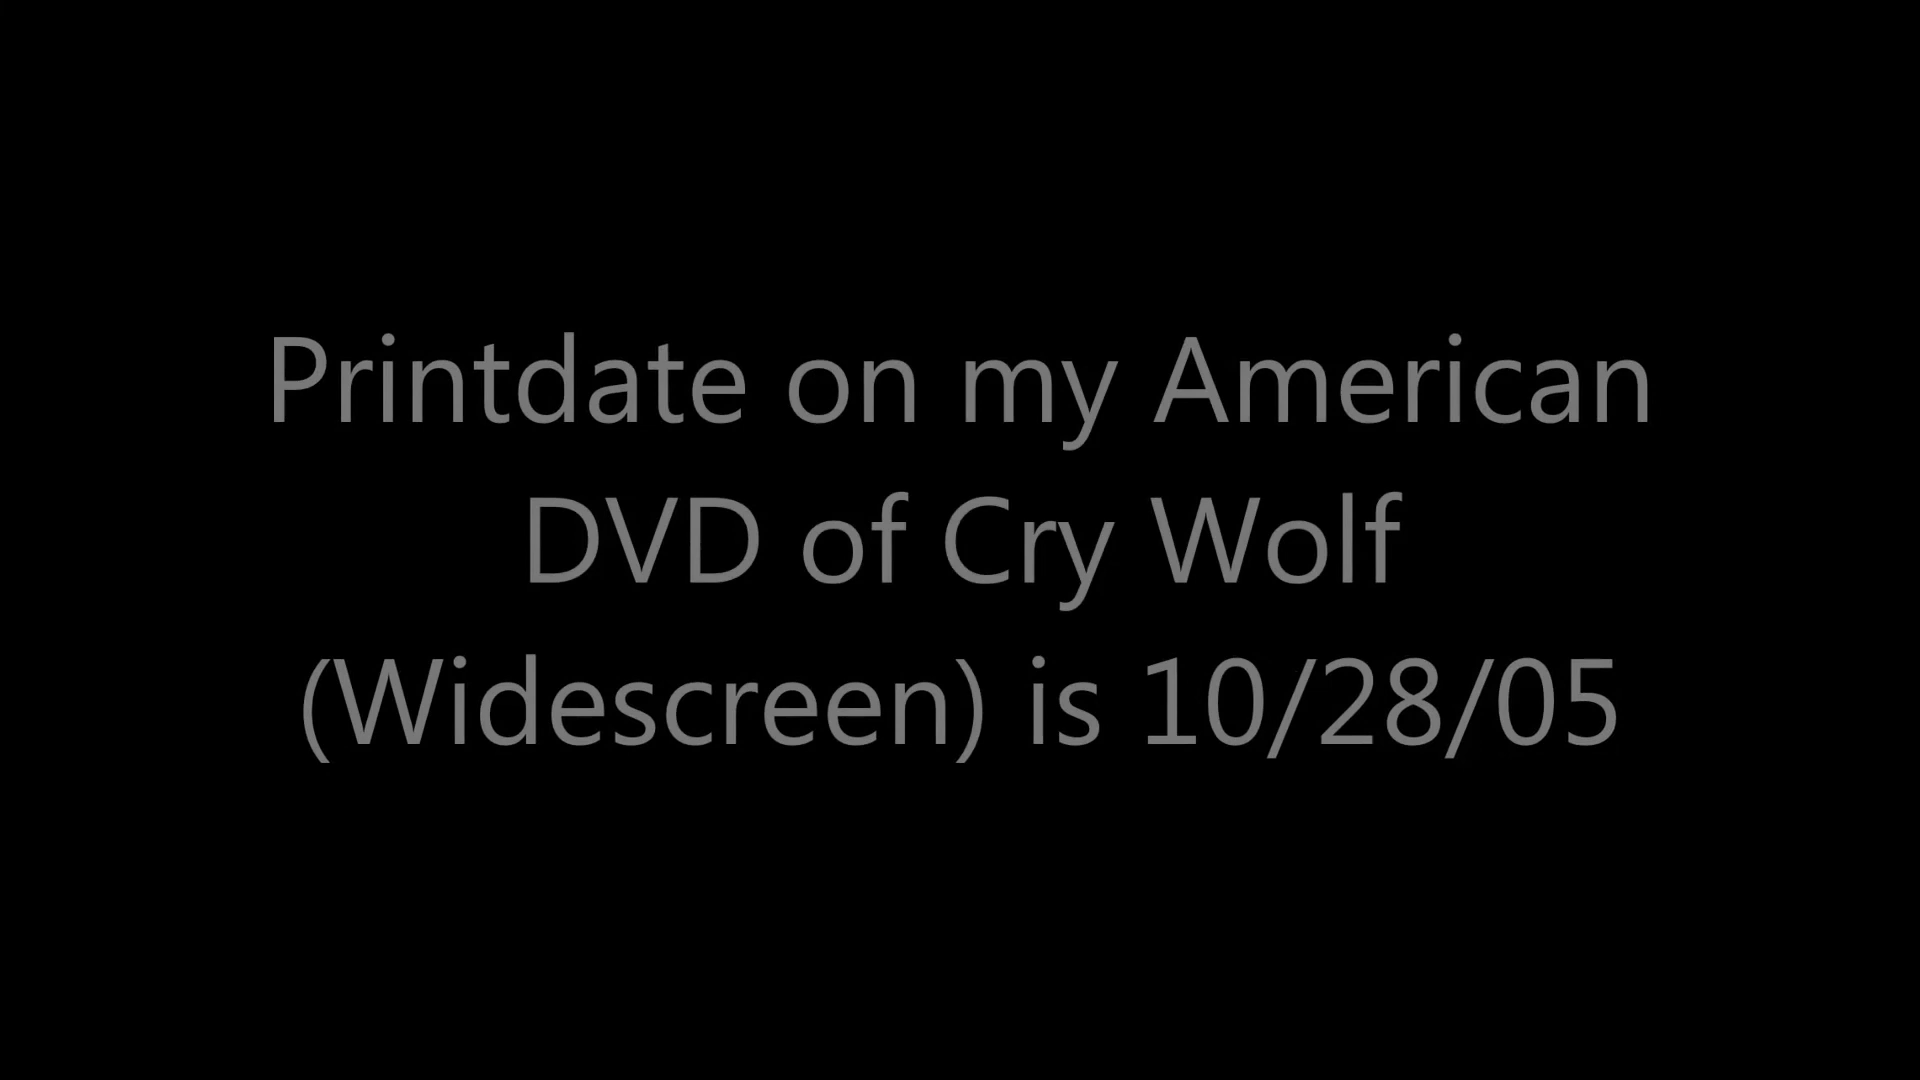 Printdate on my American
DVD of Cry Wolf
(Widescreen) is 10/28/05